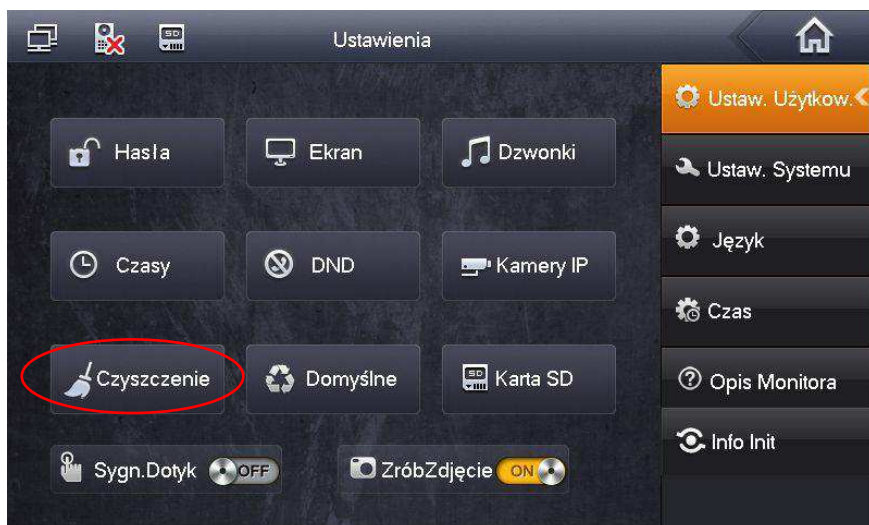 SD
Ustawienia
Hasła
Ekran
Dzwonki
Czasy
DND
Kamery IP
Czyszczenie
Domyślne
SD
Karta SD
Sygn.Dotyk
OFF
ZróbZdjęcie
ON
Ustaw. Użytkow.
Ustaw. Systemu
Język
Czas
Opis Monitora
Info Init